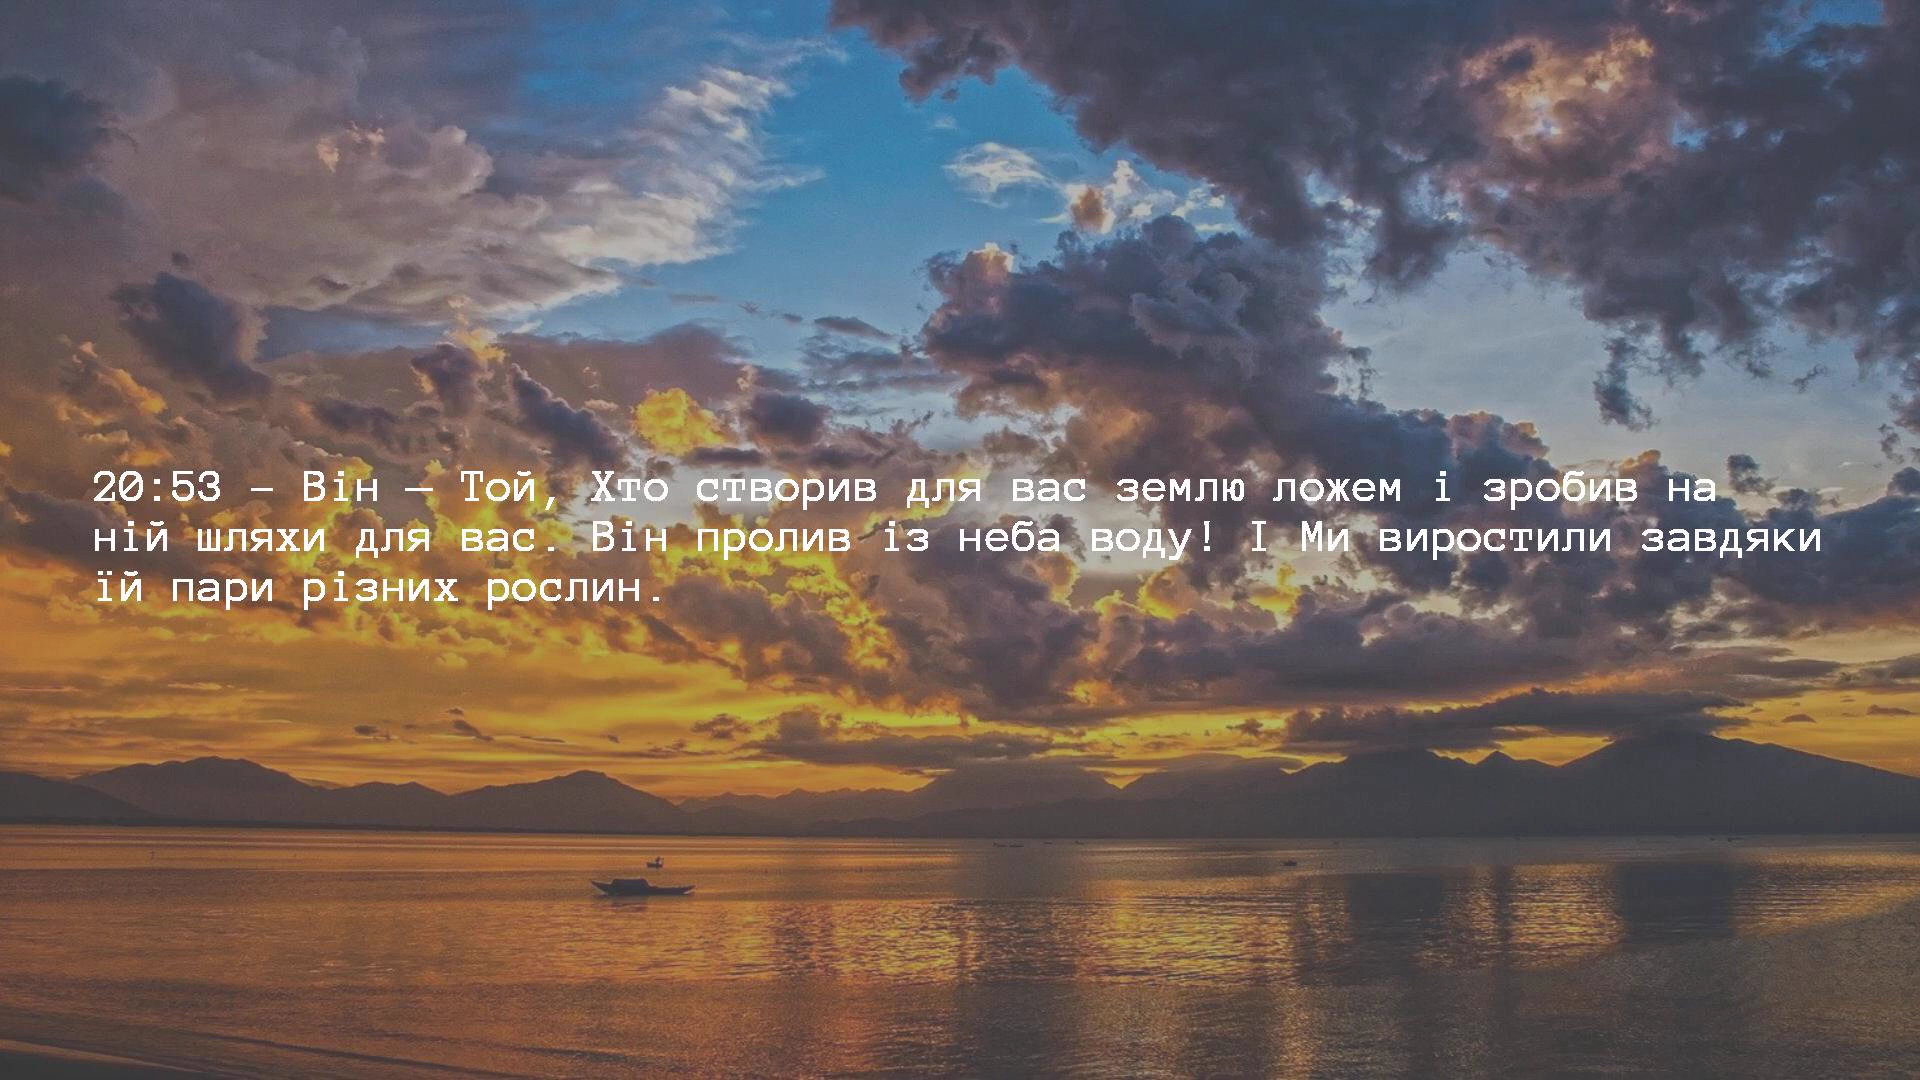 20:53 – Він — Той, Хто створив для вас землю ложем і зробив на
ній шляхи для вас. Він пролив із неба воду! І Ми виростили завдяки
їй пари різних рослин.